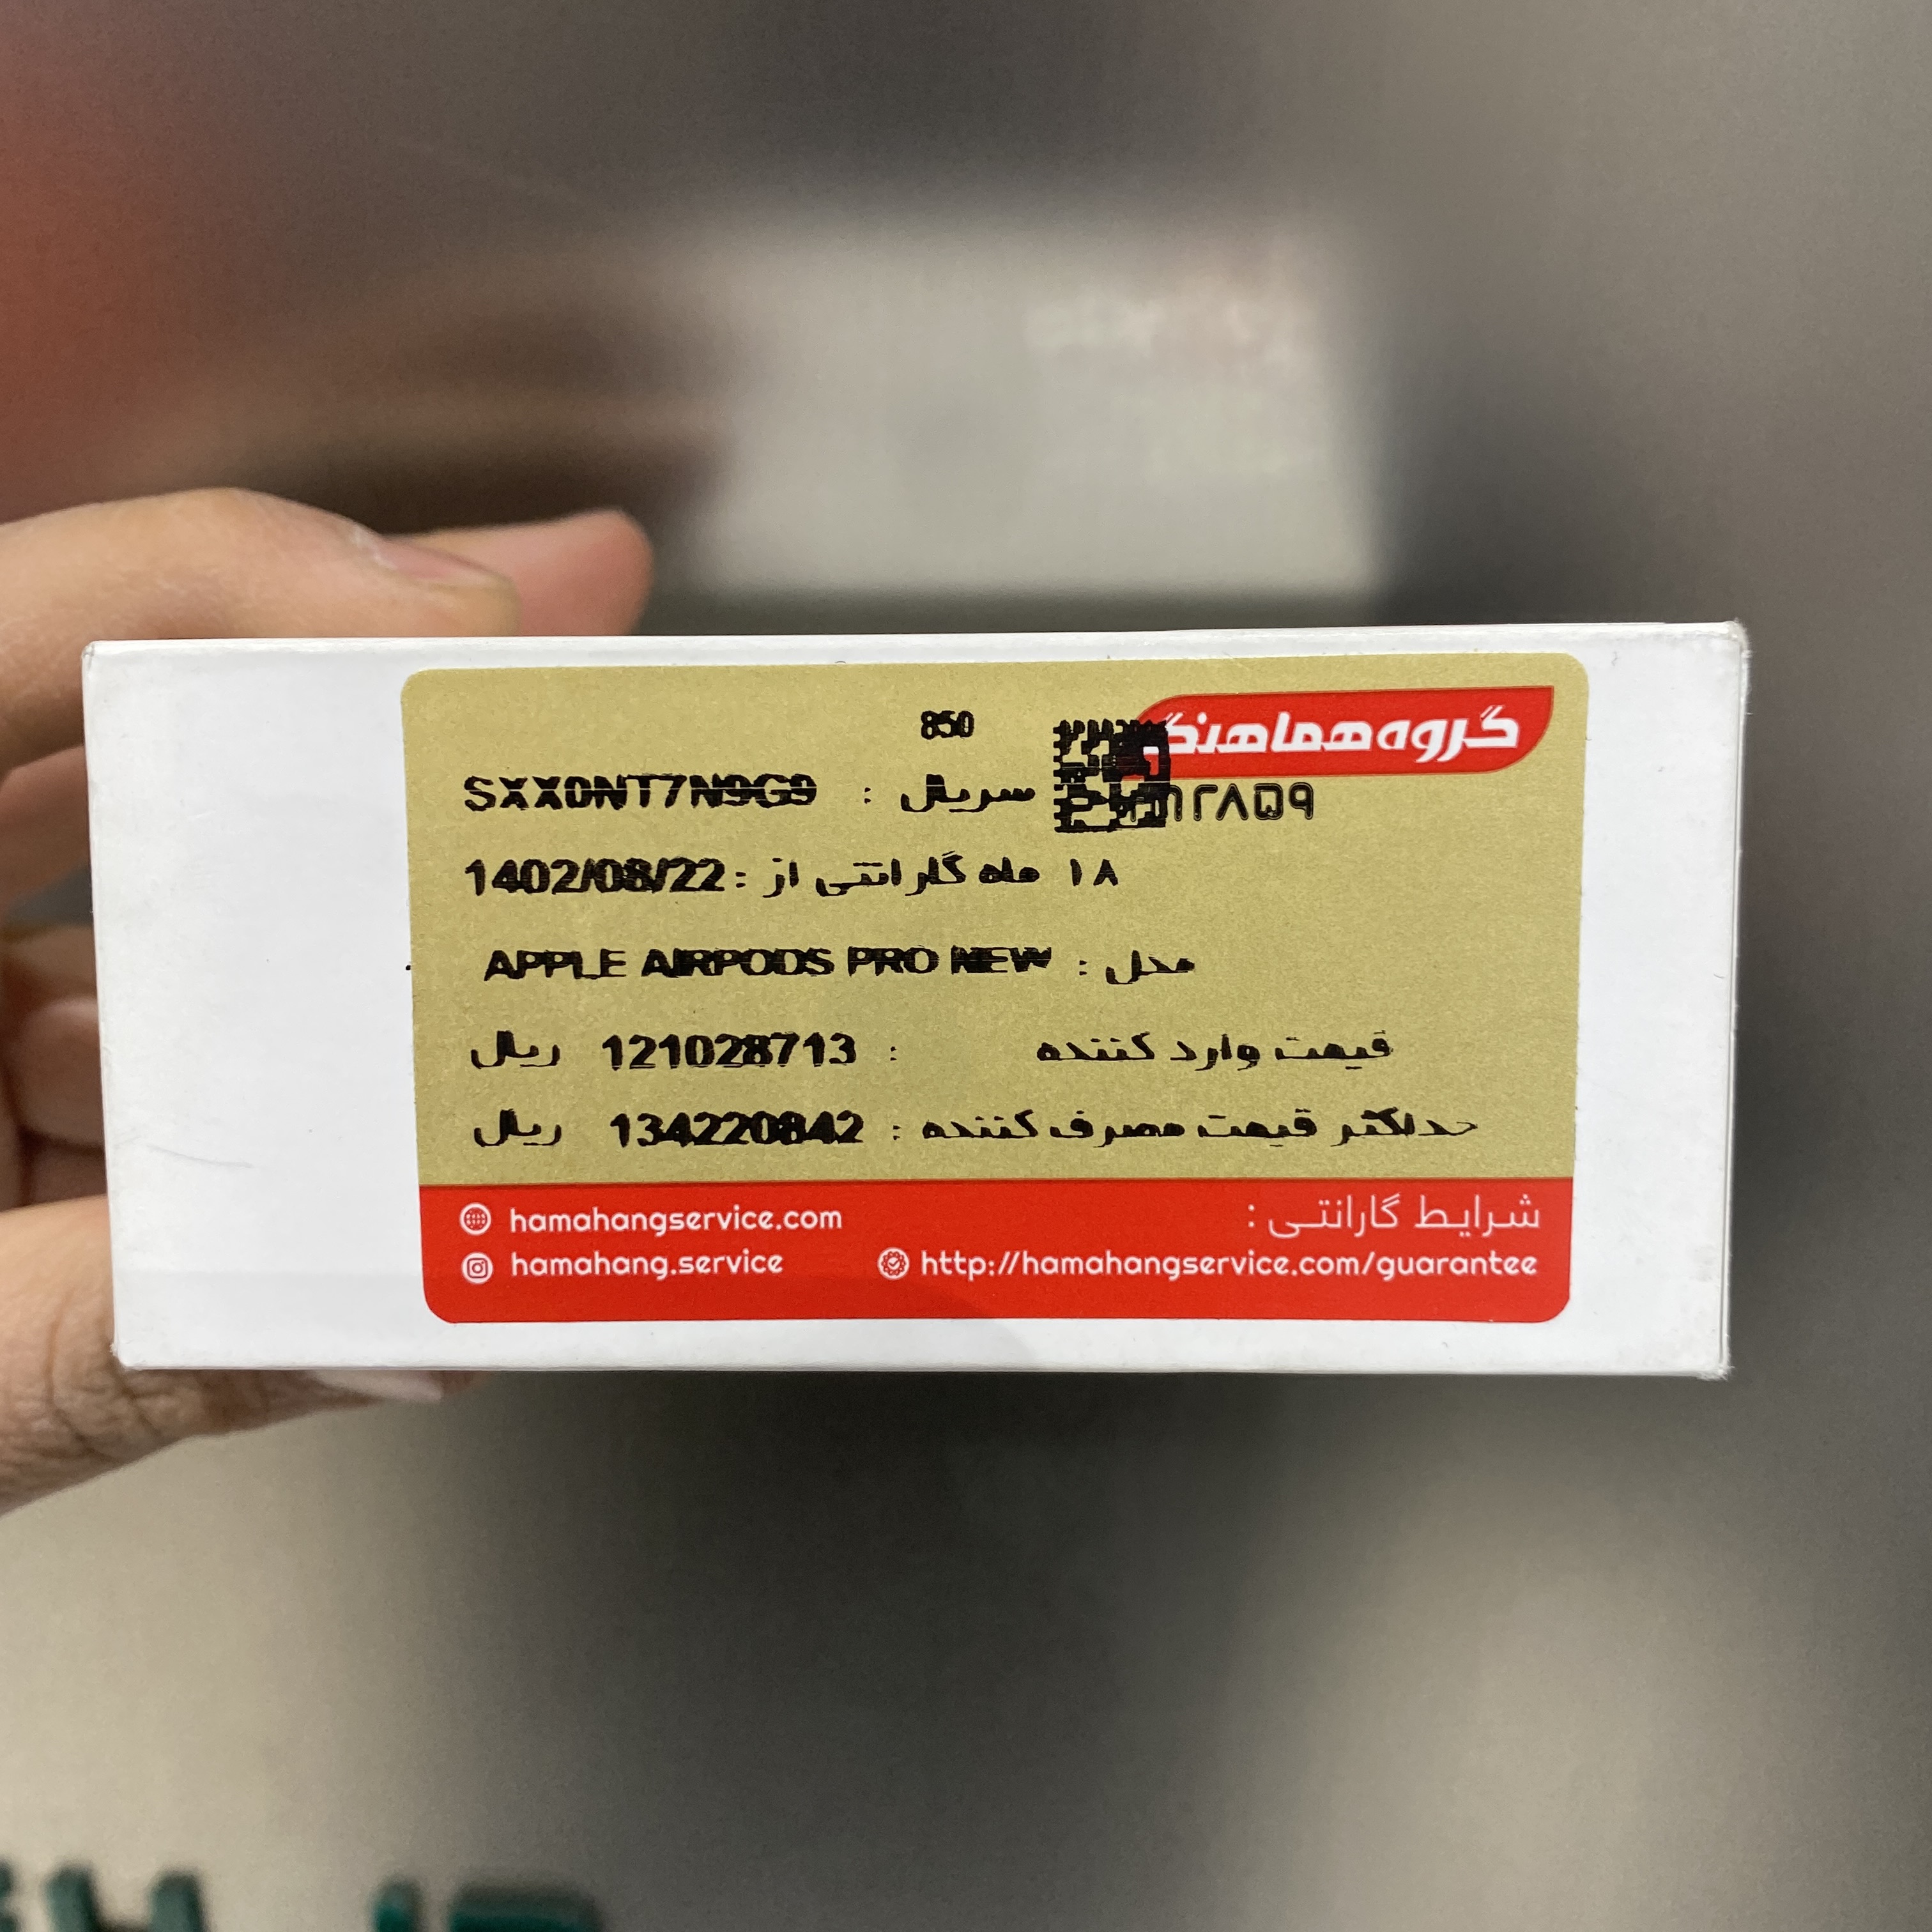 گروه هماهنگ
850
سریال : SXX0NT7N9G9
۱۸ ماه گارانتی از : 1402/08/22
مدل : APPLE AIRPODS PRO NEW
قیمت وارد کننده : 121028713 ریال
حداکثر قیمت مصرف کننده : 134220842 ریال
شرایط گارانتی :
hamahangservice.com
hamahang.service
http://hamahangservice.com/guarantee